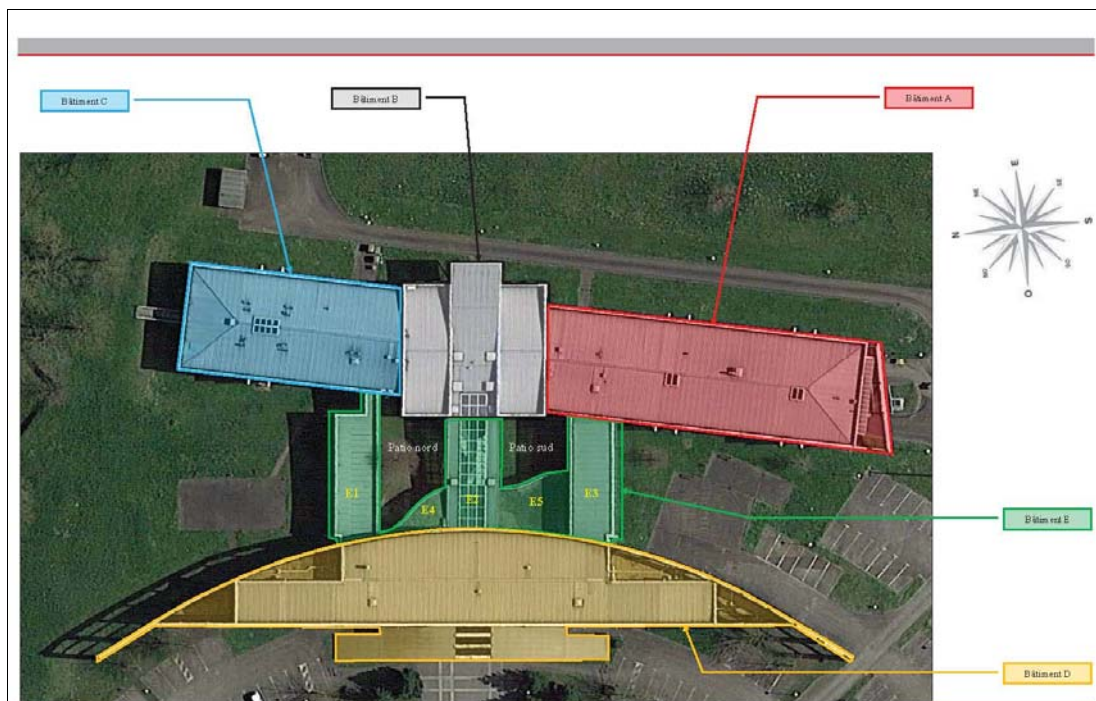 Bâtiment C
Bâtiment B
Bâtiment A
E
N
S
O
Patio nord
Patio sud
E1
E2
E3
E4
E5
Bâtiment E
Bâtiment D